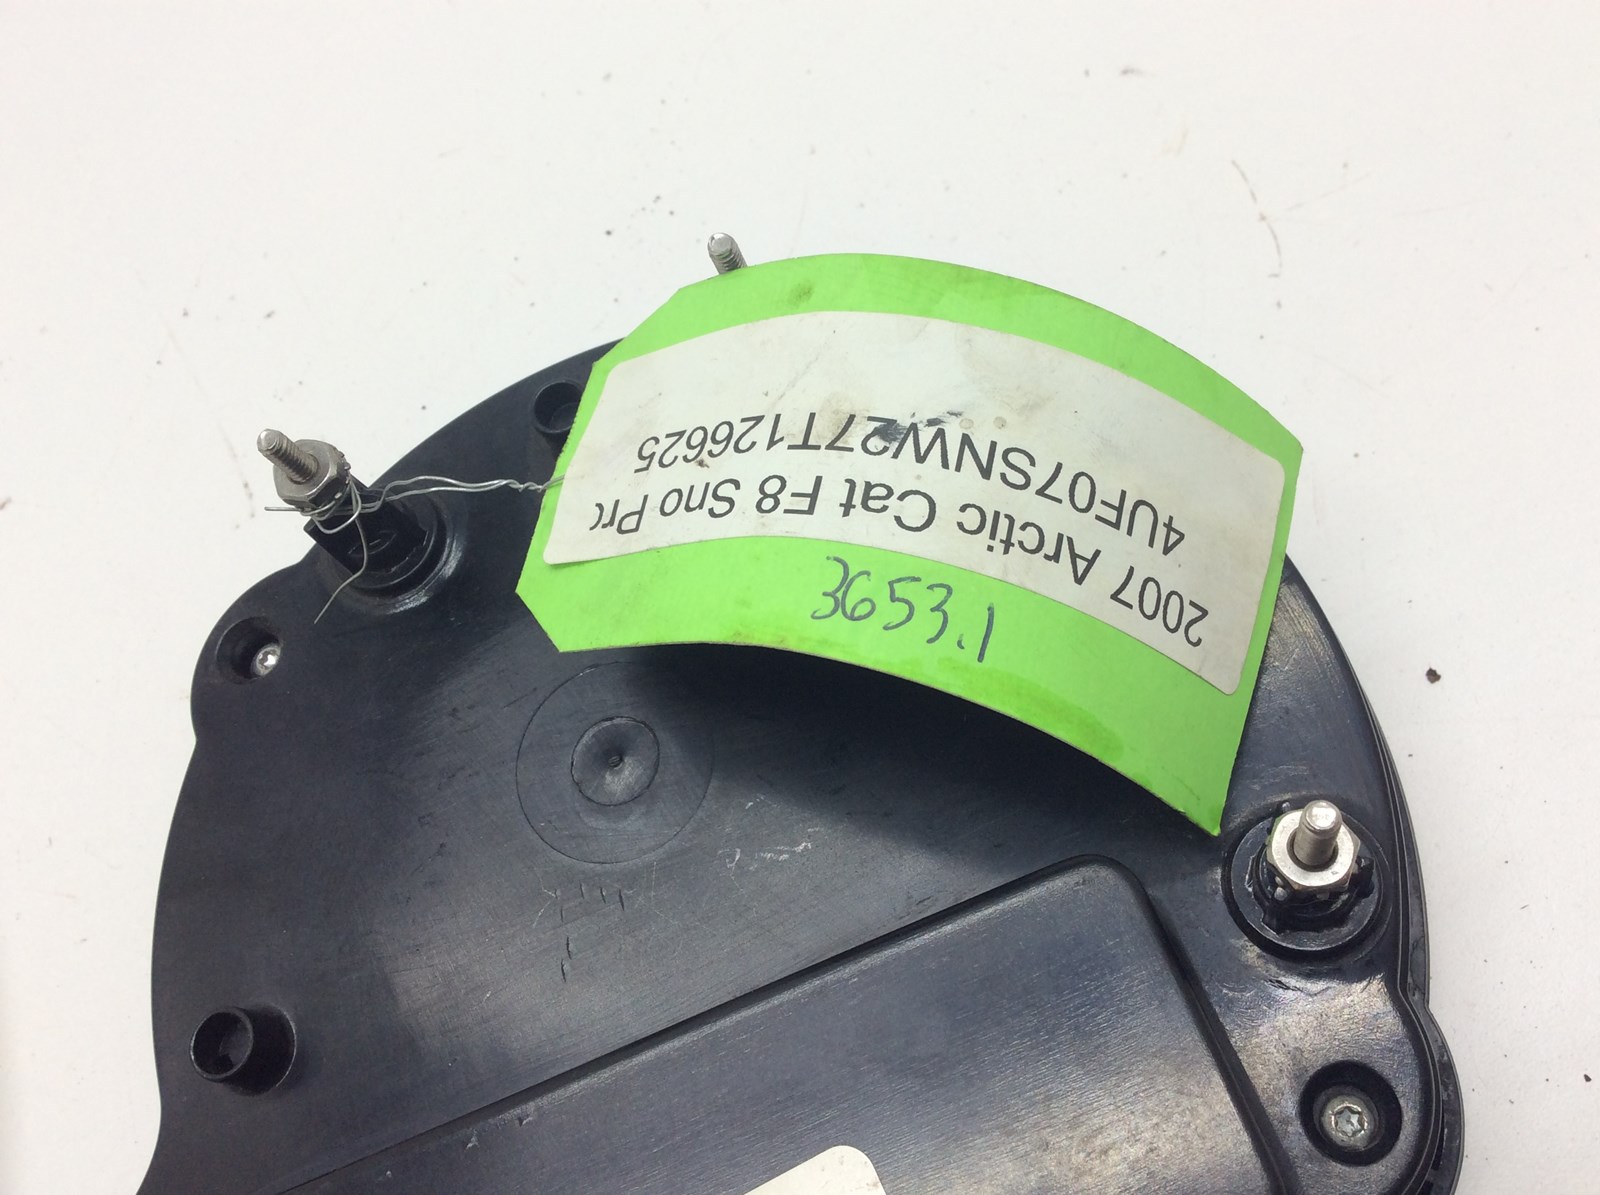 2007 Arctic Cat F8 Sno Pro
4UF07SNW27T126625
3653.1